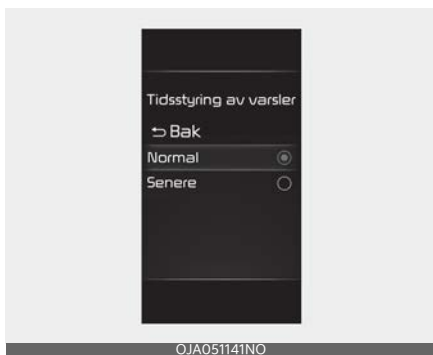 Tidsstyring av varsler
Bak
Normal
Senere
OJA051141NO